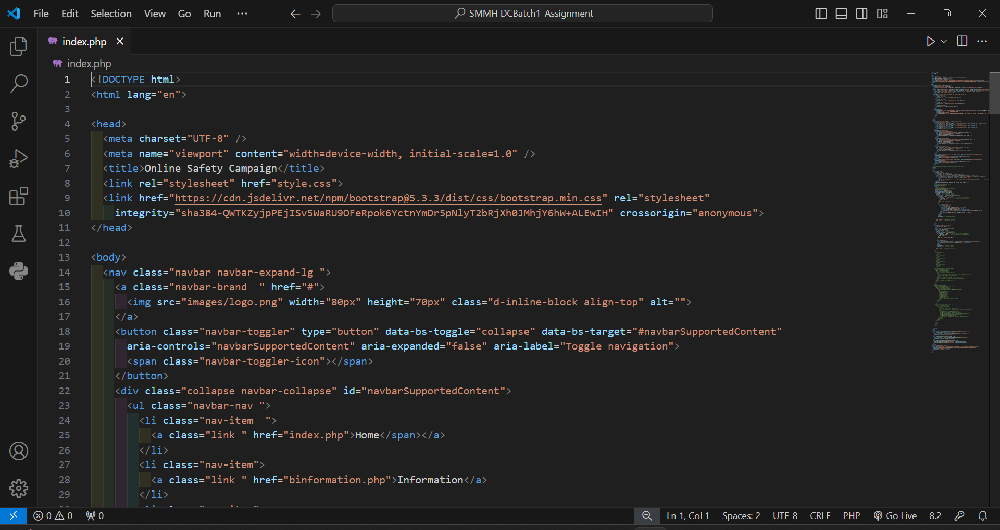 File Edit Selection View Go Run ··· SMMH DCBatch1_Assignment
index.php
index.php
1 <!DOCTYPE html>
2 <html lang="en">
3
4 <head>
5 <meta charset="UTF-8" />
6 <meta name="viewport" content="width=device-width, initial-scale=1.0" />
7 <title>Online Safety Campaign</title>
8 <link rel="stylesheet" href="style.css">
9 <link href="https://cdn.jsdelivr.net/npm/bootstrap@5.3.3/dist/css/bootstrap.min.css" rel="stylesheet"
10 integrity="sha384-QWTKZyjpPEjISv5WaRU9OFeRpok6YctnYmDr5pNlyT2bRjXh0JMhjY6hW+ALEwIH" crossorigin="anonymous">
11 </head>
12
13 <body>
14 <nav class="navbar navbar-expand-lg ">
15 <a class="navbar-brand  " href="#">
16 <img src="images/logo.png" width="80px" height="70px" class="d-inline-block align-top" alt="">
17 </a>
18 <button class="navbar-toggler" type="button" data-bs-toggle="collapse" data-bs-target="#navbarSupportedContent"
19 aria-controls="navbarSupportedContent" aria-expanded="false" aria-label="Toggle navigation">
20 <span class="navbar-toggler-icon"></span>
21 </button>
22 <div class="collapse navbar-collapse" id="navbarSupportedContent">
23 <ul class="navbar-nav ">
24 <li class="nav-item  ">
25 <a class="link " href="index.php">Home</span></a>
26 </li>
27 <li class="nav-item">
28 <a class="link " href="binformation.php">Information</a>
29 </li>
0 0 0 Ln 1, Col 1 Spaces: 2 UTF-8 CRLF PHP Go Live 8.2